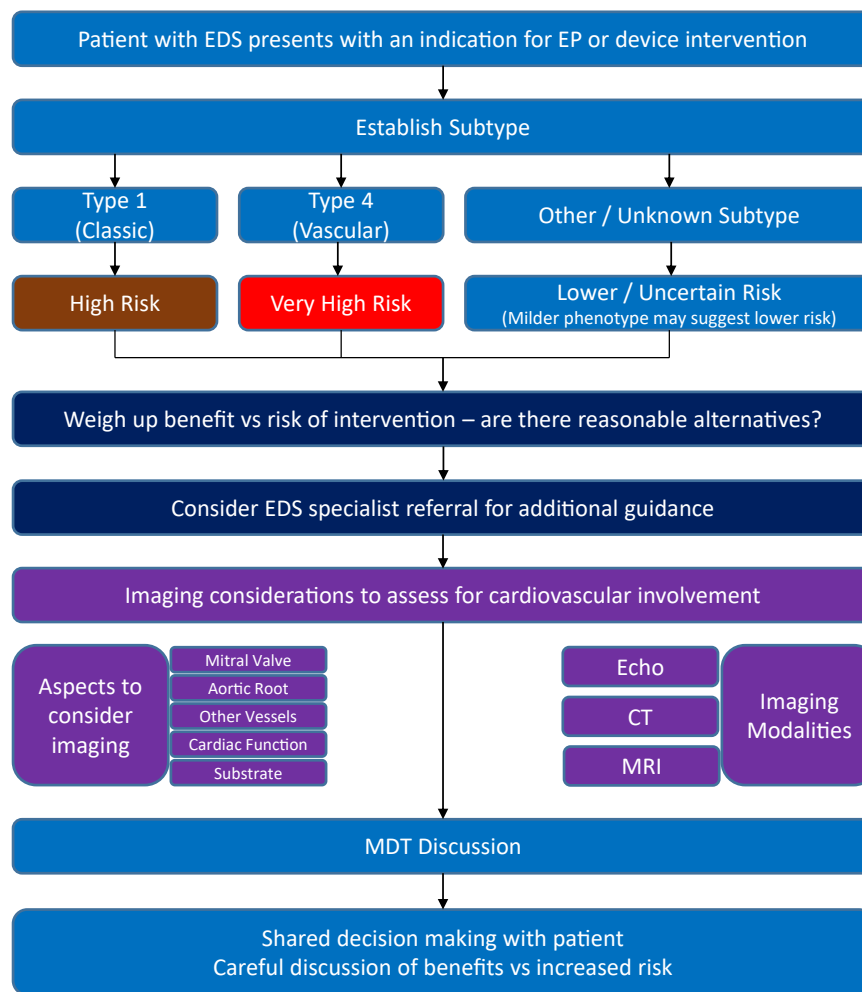 Patient with EDS presents with an indication for EP or device intervention
Establish Subtype
Type 1
(Classic)
Type 4
(Vascular)
Other / Unknown Subtype
High Risk
Very High Risk
Lower / Uncertain Risk
(Milder phenotype may suggest lower risk)
Weigh up benefit vs risk of intervention – are there reasonable alternatives?
Consider EDS specialist referral for additional guidance
Imaging considerations to assess for cardiovascular involvement
Aspects to
consider
imaging
Mitral Valve
Aortic Root
Other Vessels
Cardiac Function
Substrate
Echo
CT
MRI
Imaging
Modalities
MDT Discussion
Shared decision making with patient
Careful discussion of benefits vs increased risk